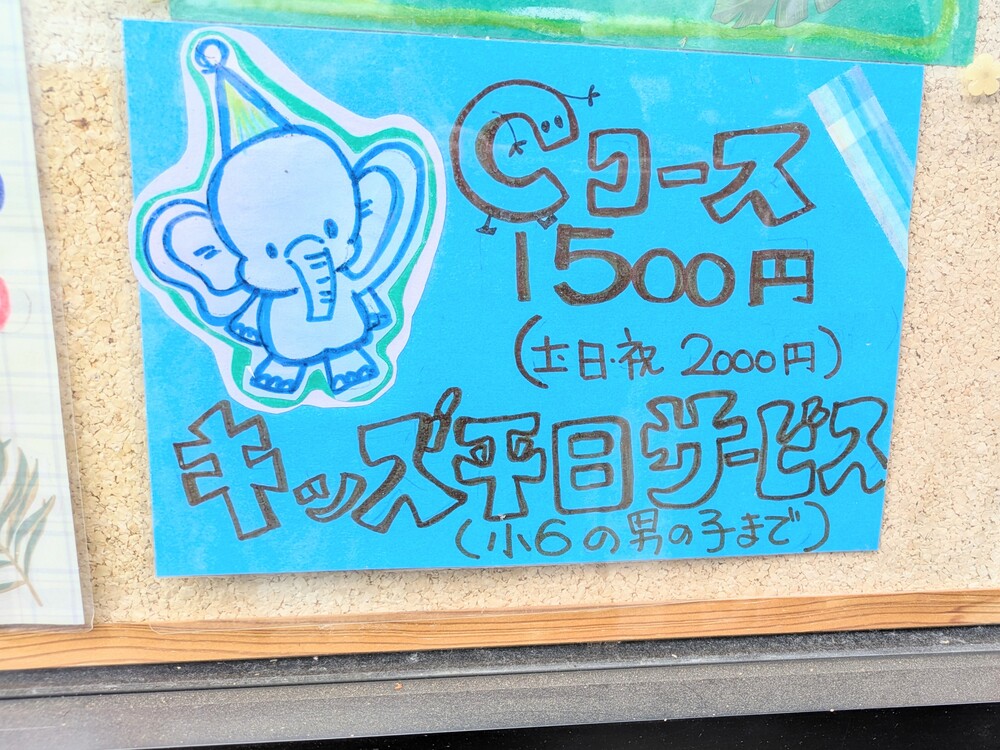 Cコース
1500円
(土日・祝 2000円)
キッズ平日サービス
(小6の男の子まで)